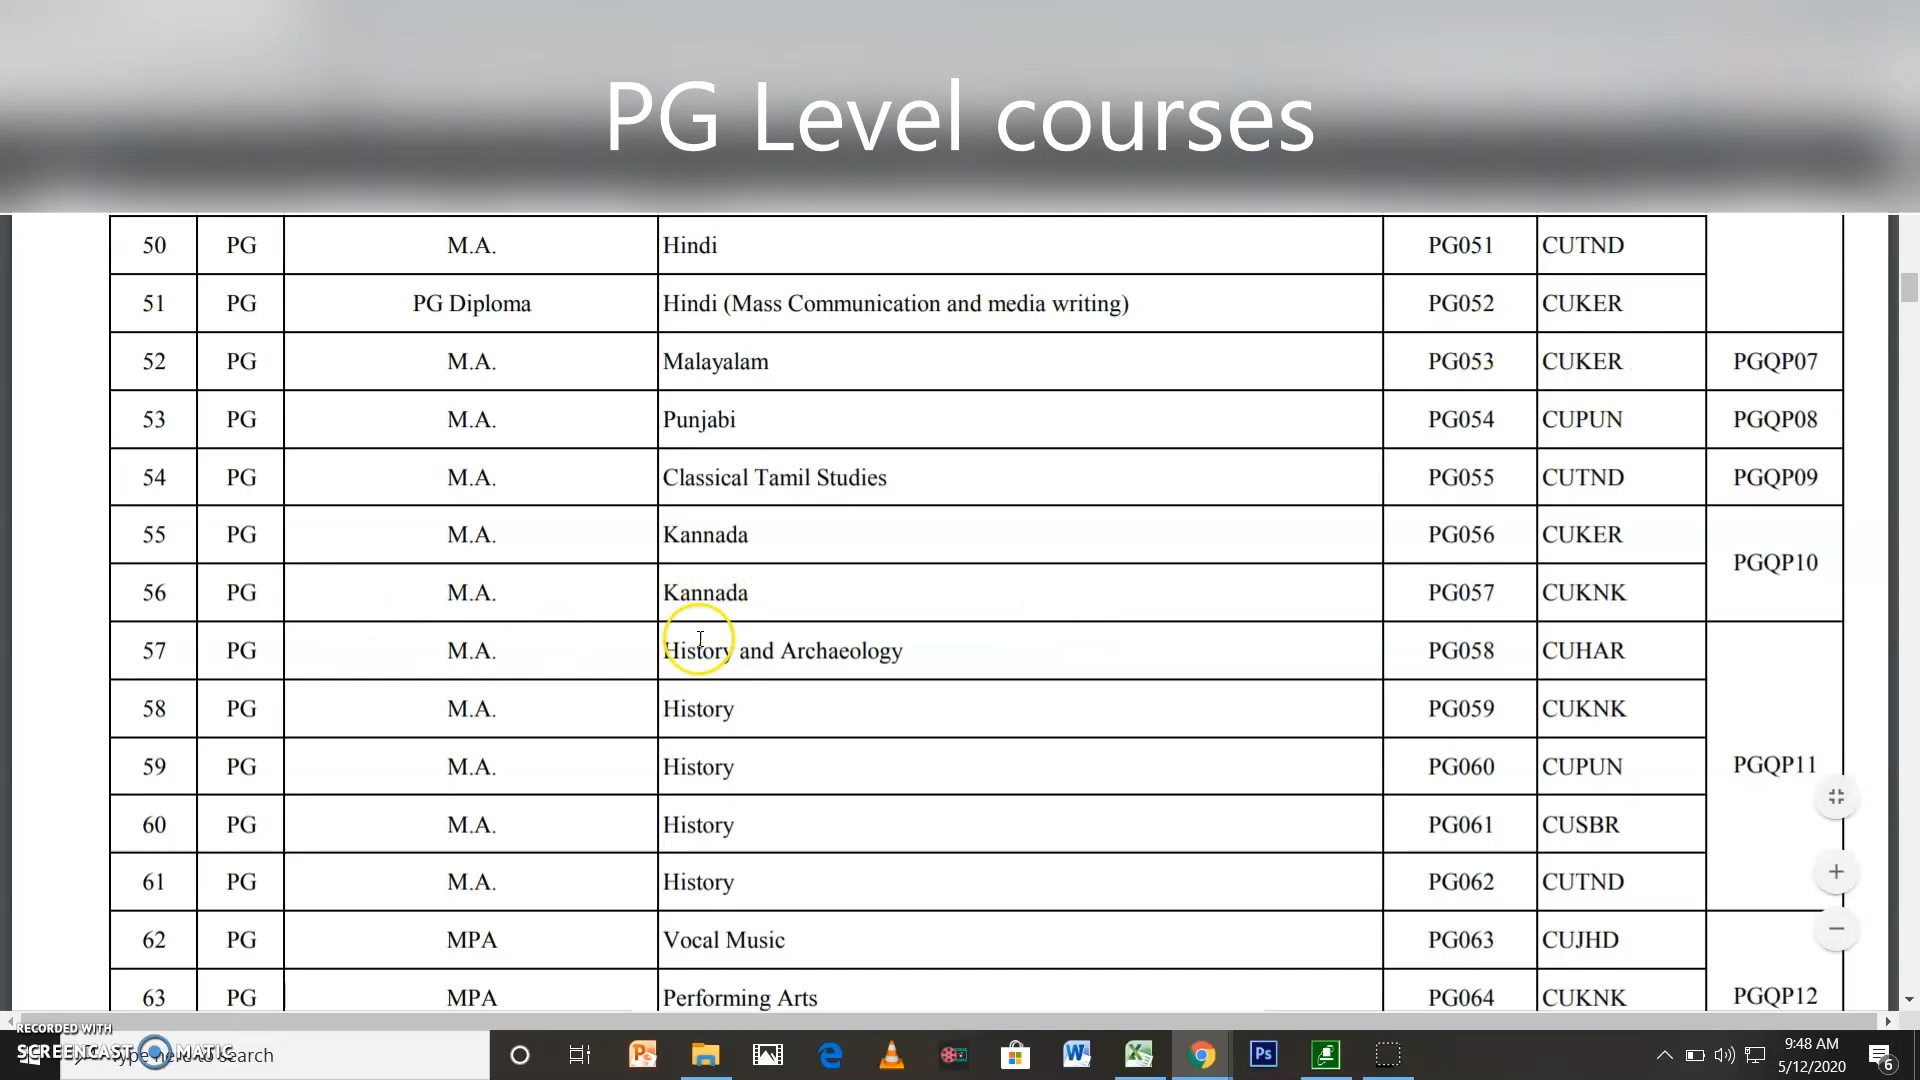 PG Level courses
50 PG M.A. Hindi PG051 CUTND
51 PG PG Diploma Hindi (Mass Communication and media writing) PG052 CUKER
52 PG M.A. Malayalam PG053 CUKER PGQP07
53 PG M.A. Punjabi PG054 CUPUN PGQP08
54 PG M.A. Classical Tamil Studies PG055 CUTND PGQP09
55 PG M.A. Kannada PG056 CUKER
PGQP10
56 PG M.A. Kannada PG057 CUKNK
57 PG M.A. History and Archaeology PG058 CUHAR
58 PG M.A. History PG059 CUKNK
59 PG M.A. History PG060 CUPUN PGQP11
60 PG M.A. History PG061 CUSBR
61 PG M.A. History PG062 CUTND
62 PG MPA Vocal Music PG063 CUJHD
63 PG MPA Performing Arts PG064 CUKNK PGQP12
RECORDED WITH
SCREENCAST MATIC
Type here to search
9:48 AM
5/12/2020
6